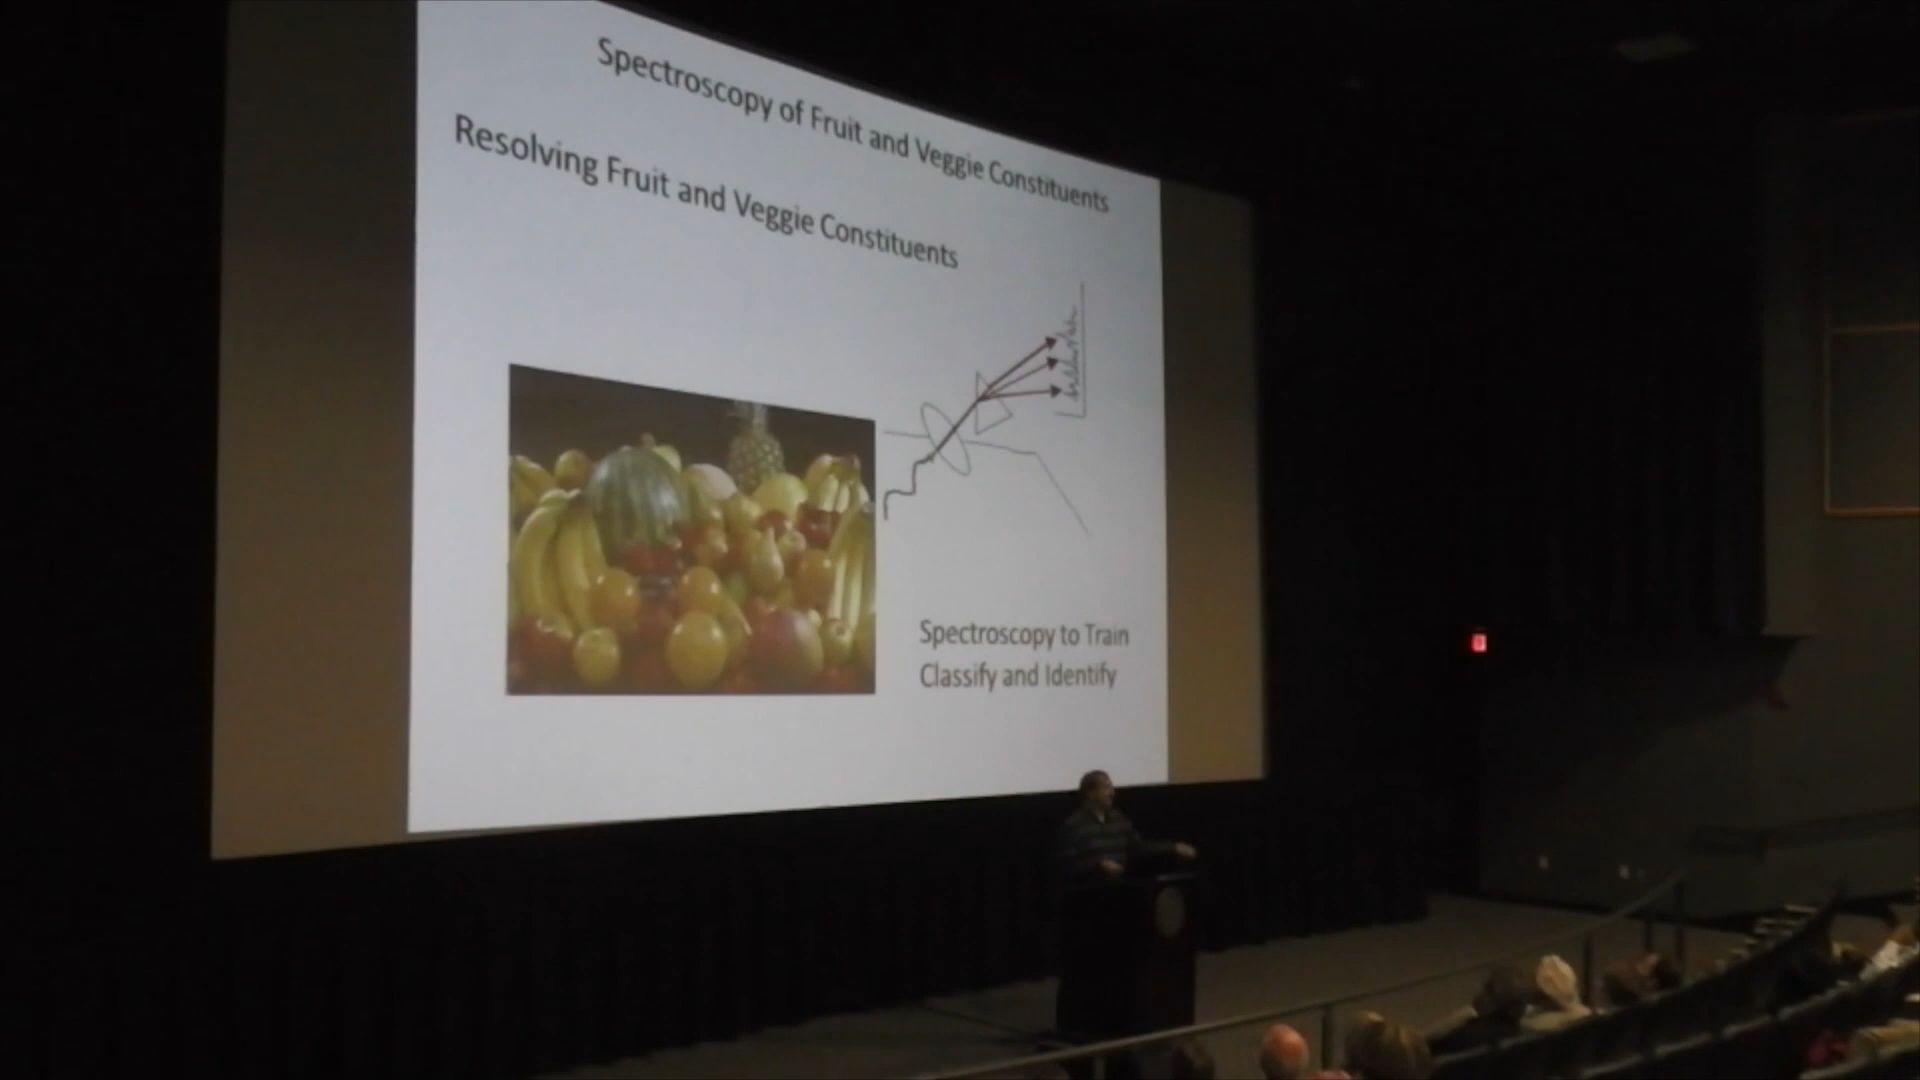 Spectroscopy of Fruit and Veggie Constituents
Resolving Fruit and Veggie Constituents
Spectroscopy to Train
Classify and Identify